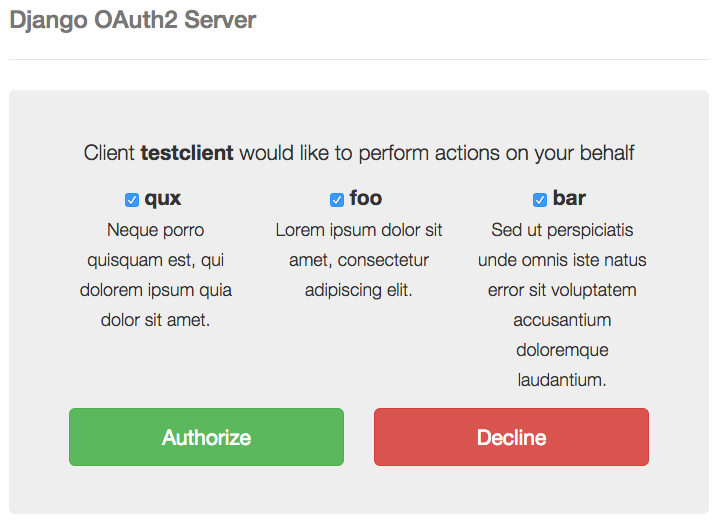 Django OAuth2 Server
Client testclient would like to perform actions on your behalf
qux
Neque porro
quisquam est, qui
dolorem ipsum quia
dolor sit amet.
foo
Lorem ipsum dolor sit
amet, consectetur
adipiscing elit.
bar
Sed ut perspiciatis
unde omnis iste natus
error sit voluptatem
accusantium
doloremque
laudantium.
Authorize
Decline